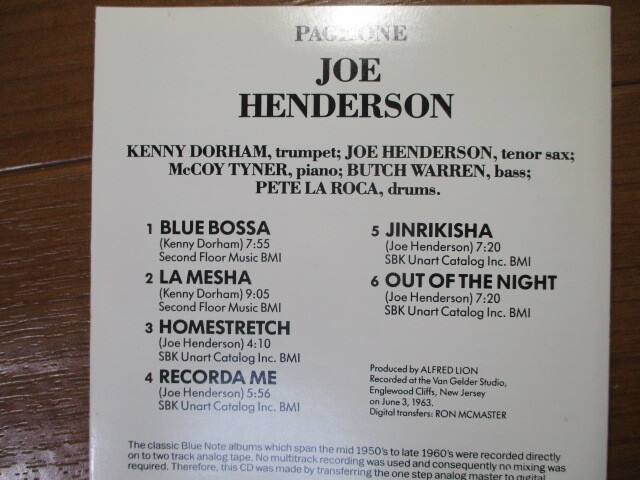 PAGE ONE
JOE
HENDERSON
KENNY DORHAM, trumpet; JOE HENDERSON, tenor sax;
McCOY TYNER, piano; BUTCH WARREN, bass;
PETE LA ROCA, drums.
1 BLUE BOSSA
(Kenny Dorham) 7:55
Second Floor Music BMI
2 LA MESHA
(Kenny Dorham) 9:05
Second Floor Music BMI
3 HOMESTRETCH
(Joe Henderson) 4:10
SBK Unart Catalog Inc. BMI
4 RECORDA ME
(Joe Henderson) 5:56
SBK Unart Catalog Inc. BMI
5 JINRIKISHA
(Joe Henderson) 7:20
SBK Unart Catalog Inc. BMI
6 OUT OF THE NIGHT
(Joe Henderson) 7:20
SBK Unart Catalog Inc. BMI
Produced by ALFRED LION
Recorded at the Van Gelder Studio,
Englewood Cliffs, New Jersey
on June 3, 1963.
Digital transfers: RON MCMASTER
The classic Blue Note albums which span the mid 1950's to late 1960's were recorded directly
on to two track analog tape. No multitrack recording was used and consequently no mixing was
required. Therefore, this CD was made by transferring the one step analog master to digital